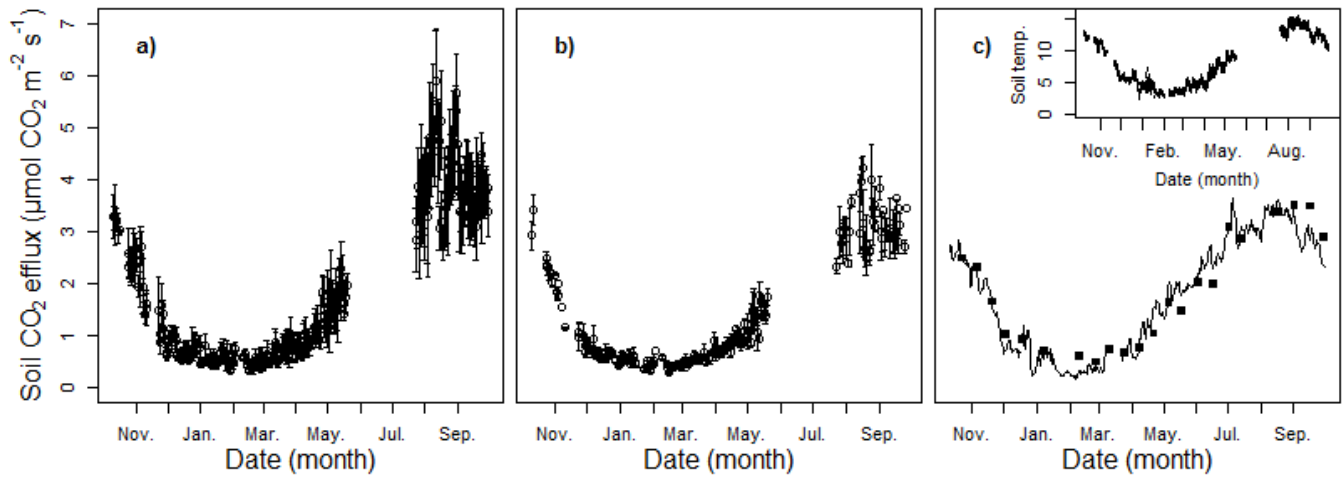 Soil CO2 efflux (µmol CO2 m-2 s-1)
7
6
5
4
3
2
1
0
a)
Nov. Jan. Mar. May. Jul. Sep.
Date (month)
b)
Nov. Jan. Mar. May. Jul. Sep.
Date (month)
c)
Soil temp.
10
5
0
Nov. Feb. May. Aug.
Date (month)
Nov. Jan. Mar. May. Jul. Sep.
Date (month)